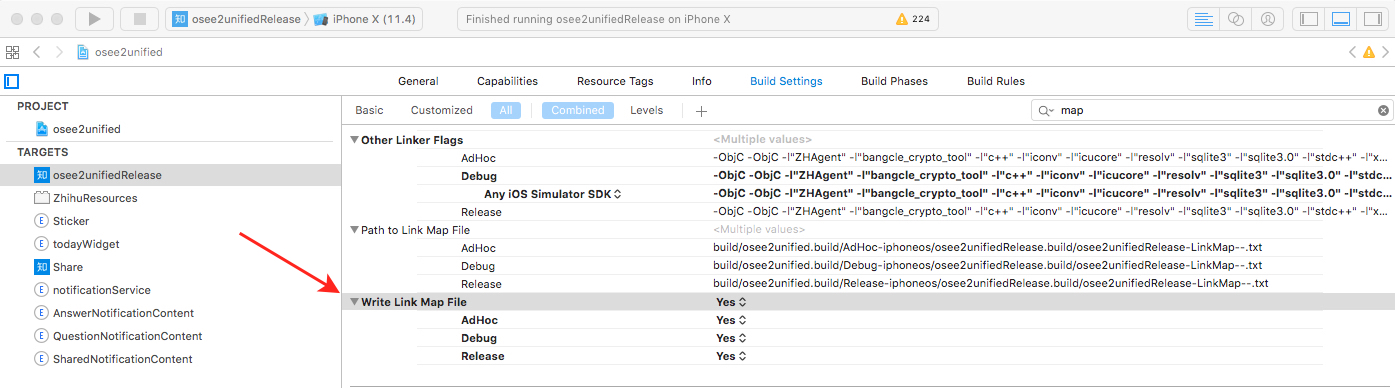 知 osee2unifiedRelease 〉 iPhone X (11.4)
Finished running osee2unifiedRelease on iPhone X
224
osee2unified
General Capabilities Resource Tags Info Build Settings Build Phases Build Rules
PROJECT
osee2unified
TARGETS
知 osee2unifiedRelease
ZhihuResources
E Sticker
E todayWidget
知 Share
E notificationService
E AnswerNotificationContent
E QuestionNotificationContent
E SharedNotificationContent
Basic Customized All Combined Levels + map
Other Linker Flags <Multiple values>
AdHoc -ObjC -ObjC -l"ZHAgent" -l"bangcle_crypto_tool" -l"c++" -l"iconv" -l"icucore" -l"resolv" -l"sqlite3" -l"sqlite3.0" -l"stdc++" -l"x...
Debug -ObjC -ObjC -l"ZHAgent" -l"bangcle_crypto_tool" -l"c++" -l"iconv" -l"icucore" -l"resolv" -l"sqlite3" -l"sqlite3.0" -l"stdc...
Any iOS Simulator SDK -ObjC -ObjC -l"ZHAgent" -l"bangcle_crypto_tool" -l"c++" -l"iconv" -l"icucore" -l"resolv" -l"sqlite3" -l"sqlite3.0" -l"stdc...
Release -ObjC -ObjC -l"ZHAgent" -l"bangcle_crypto_tool" -l"c++" -l"iconv" -l"icucore" -l"resolv" -l"sqlite3" -l"sqlite3.0" -l"stdc++" -l"x...
Path to Link Map File <Multiple values>
AdHoc build/osee2unified.build/AdHoc-iphoneos/osee2unifiedRelease.build/osee2unifiedRelease-LinkMap--.txt
Debug build/osee2unified.build/Debug-iphoneos/osee2unifiedRelease.build/osee2unifiedRelease-LinkMap--.txt
Release build/osee2unified.build/Release-iphoneos/osee2unifiedRelease.build/osee2unifiedRelease-LinkMap--.txt
Write Link Map File Yes
AdHoc Yes
Debug Yes
Release Yes